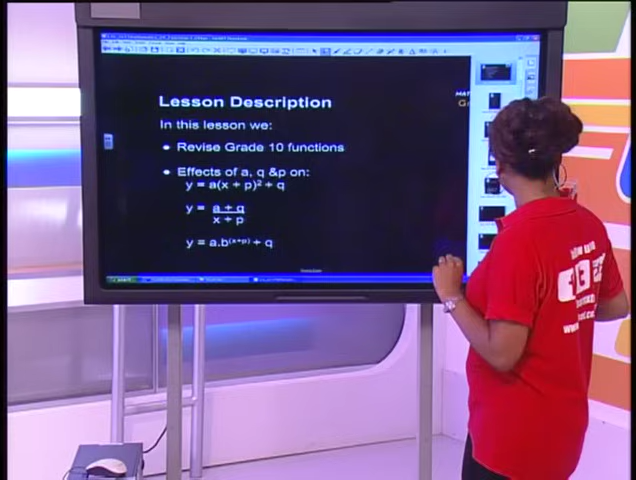 Lesson Description
In this lesson we:
• Revise Grade 10 functions
• Effects of a, q &p on:
y = a(x + p)² + q
y = a + q
x + p
y = a.b^(x+p) + q